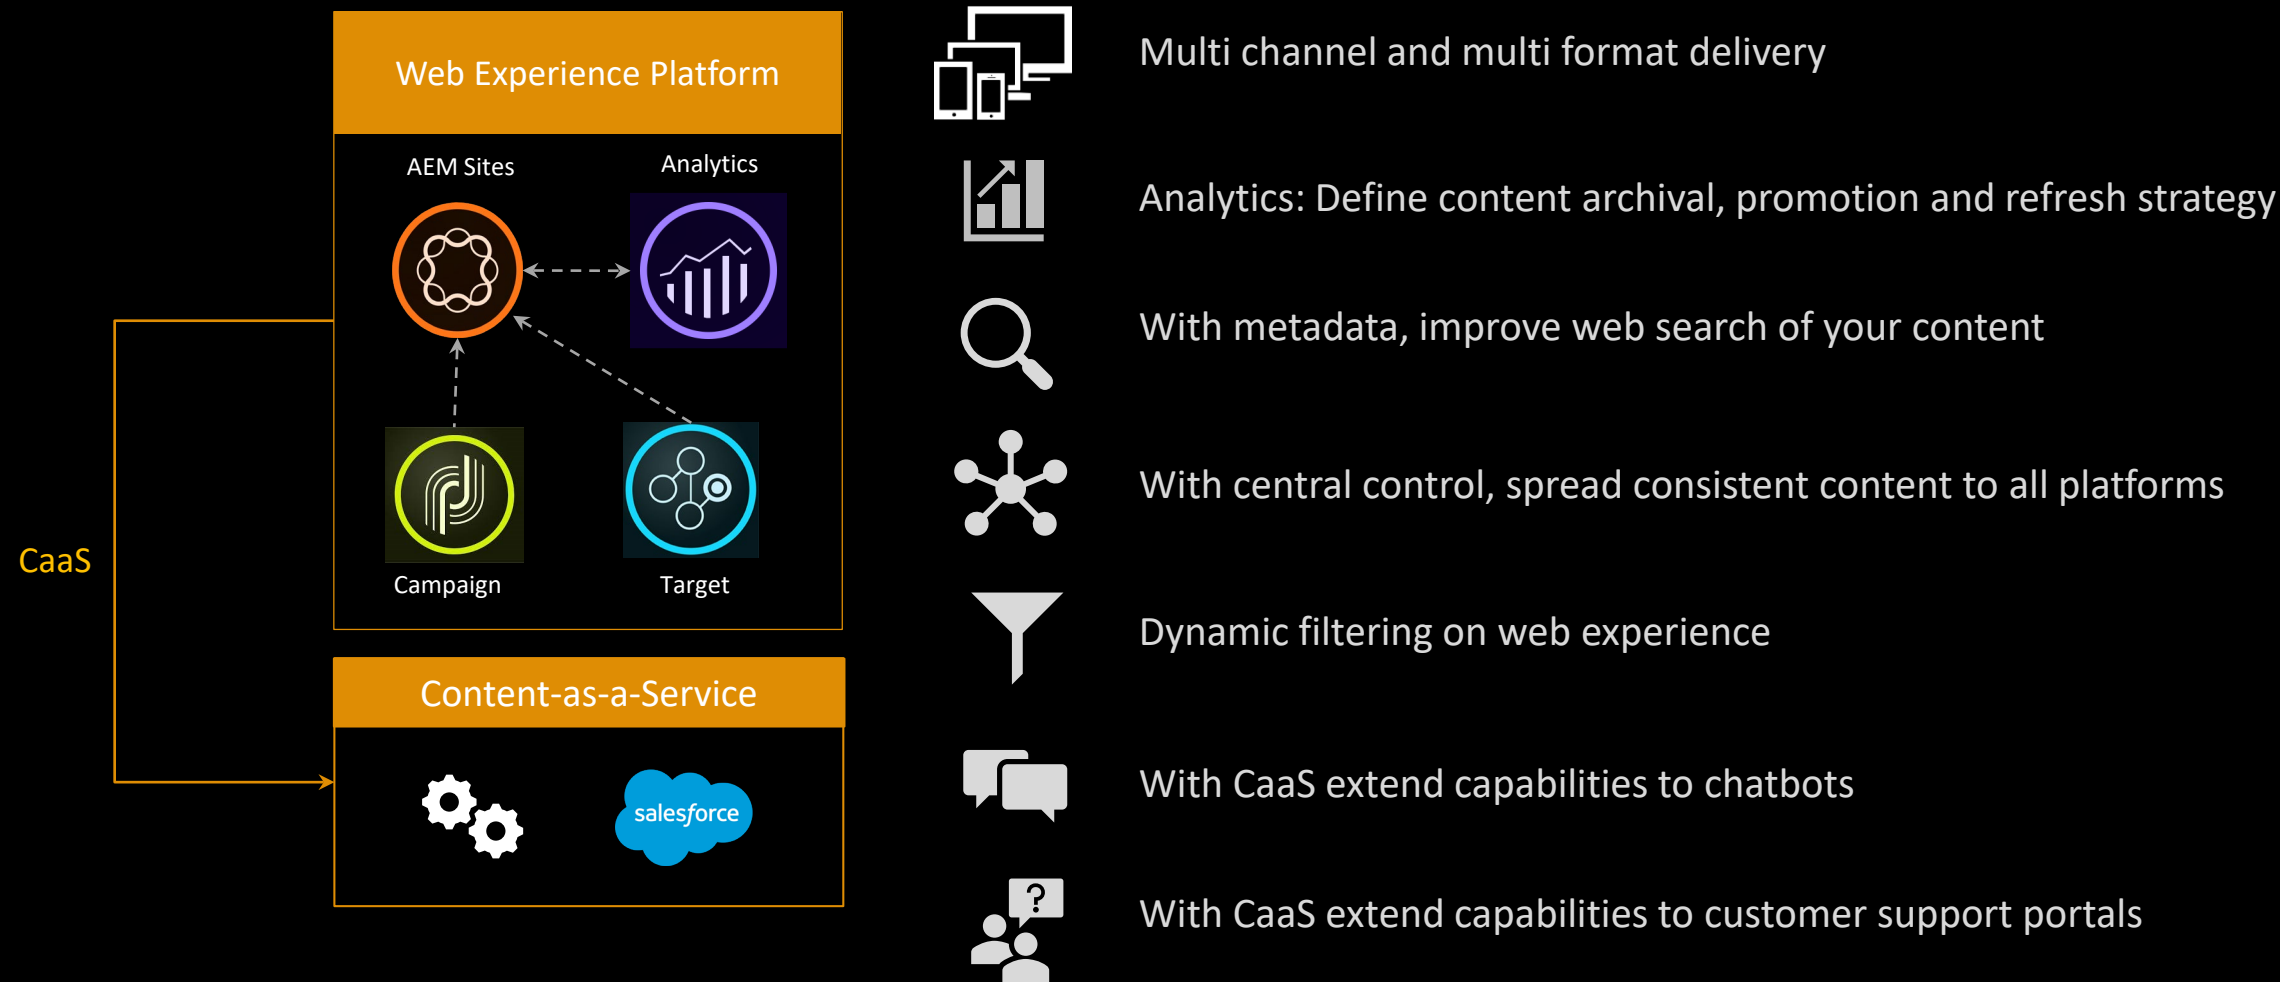 Web Experience Platform
AEM Sites
Analytics
Campaign
Target
CaaS
Content-as-a-Service
salesforce
Multi channel and multi format delivery
Analytics: Define content archival, promotion and refresh strategy
With metadata, improve web search of your content
With central control, spread consistent content to all platforms
Dynamic filtering on web experience
With CaaS extend capabilities to chatbots
?
With CaaS extend capabilities to customer support portals